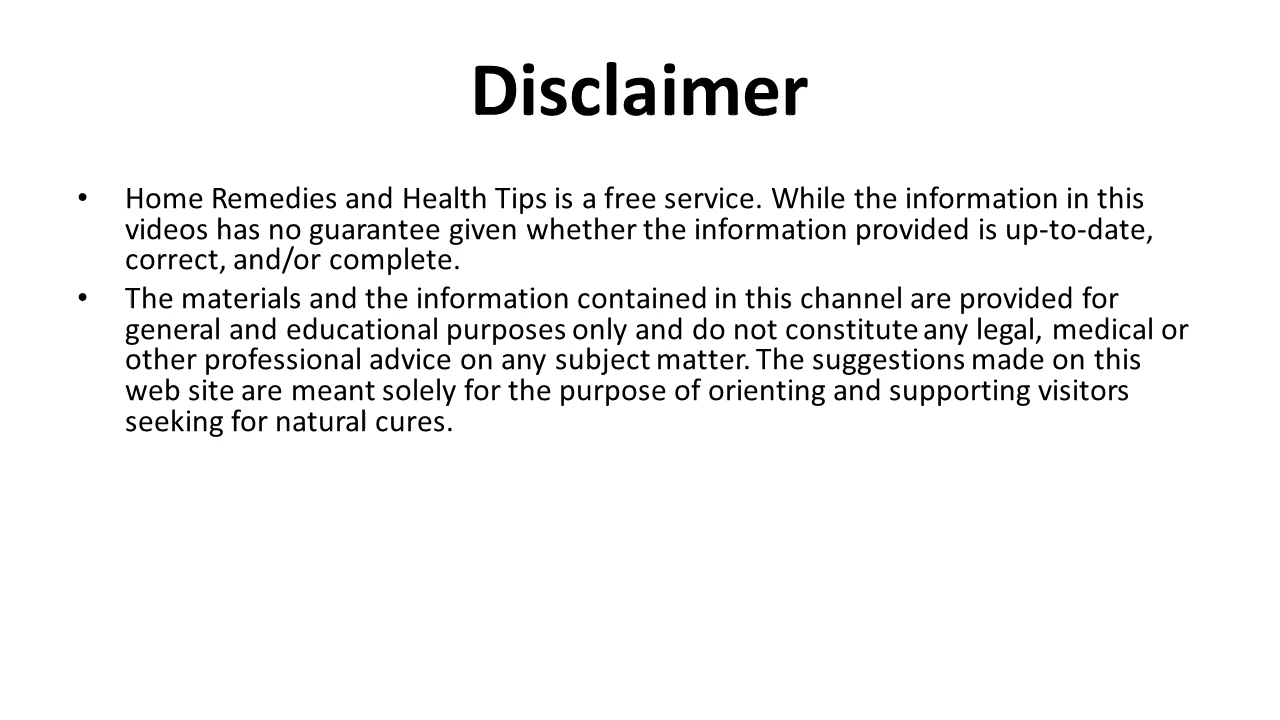 Disclaimer
• Home Remedies and Health Tips is a free service. While the information in this
videos has no guarantee given whether the information provided is up-to-date,
correct, and/or complete.
• The materials and the information contained in this channel are provided for
general and educational purposes only and do not constitute any legal, medical or
other professional advice on any subject matter. The suggestions made on this
web site are meant solely for the purpose of orienting and supporting visitors
seeking for natural cures.